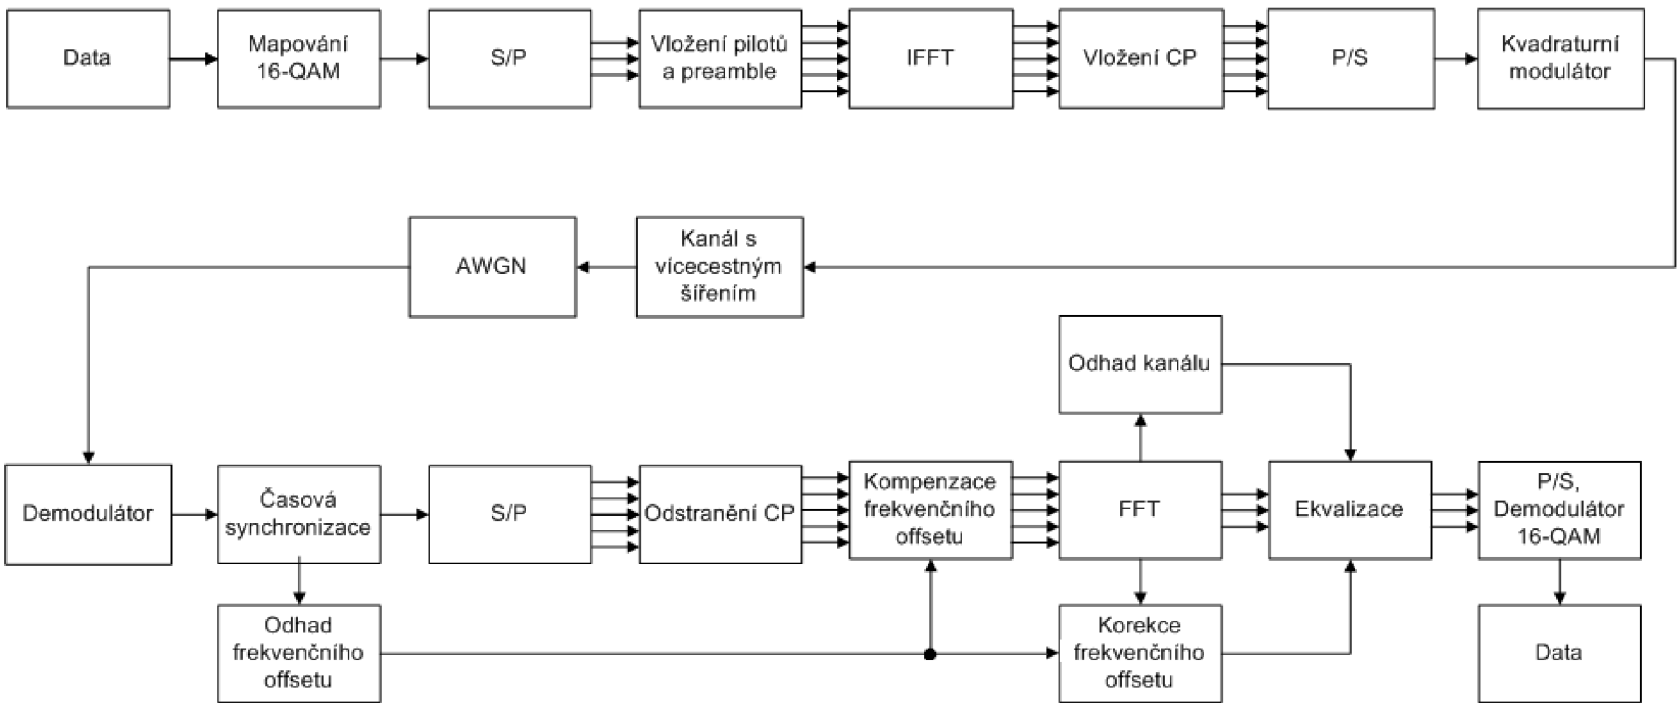 Data
Mapování
16-QAM
S/P
Vložení pilotů
a preamble
IFFT
Vložení CP
P/S
Kvadraturní
modulátor
AWGN
Kanál s
vícecestným
šířením
Odhad kanálu
Demodulátor
Časová
synchronizace
S/P
Odstranění CP
Kompenzace
frekvenčního
offsetu
FFT
Ekvalizace
P/S,
Demodulátor
16-QAM
Odhad
frekvenčního
offsetu
Korekce
frekvenčního
offsetu
Data